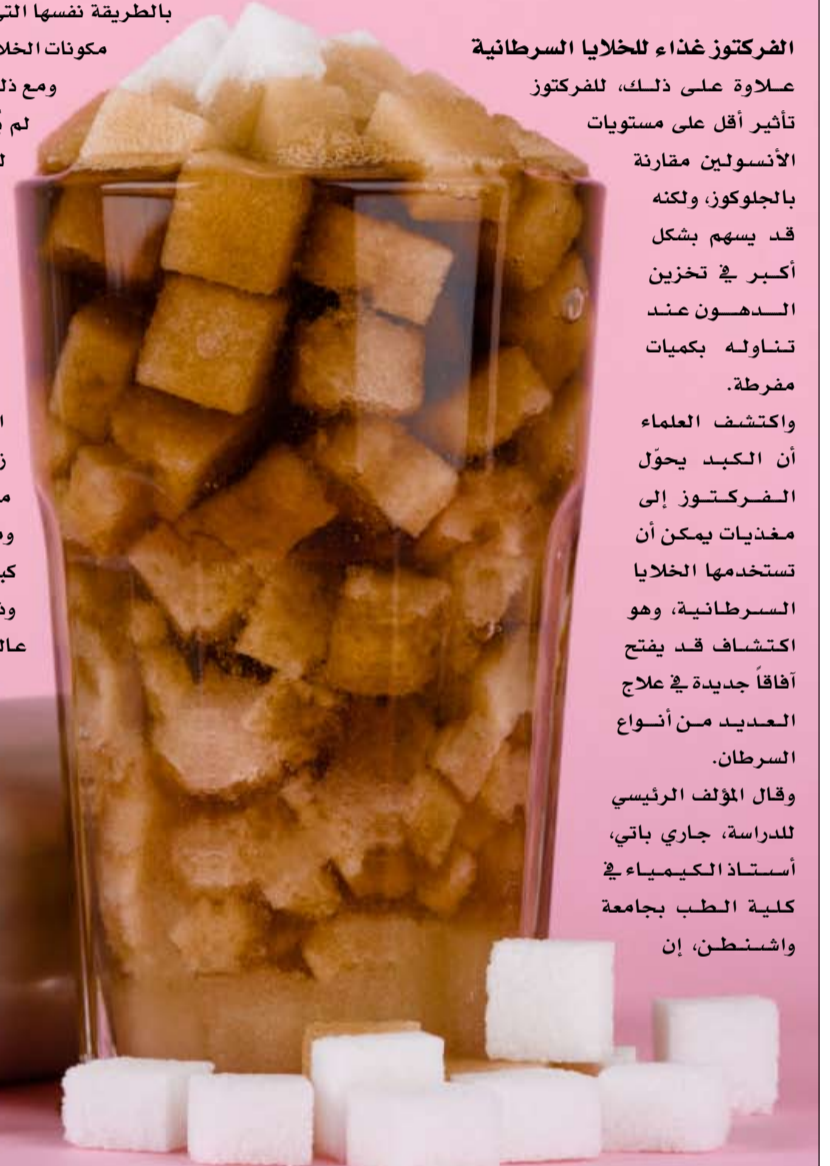 الفركتوز غذاء للخلايا السرطانية
علاوة على ذلك، للفركتوز
تأثير أقل على مستويات
الأنسولين مقارنة
بالجلوكوز، ولكنه
قد يسهم بشكل
أكبر في تخزين
الدهون عند
تناوله بكميات
مفرطة.
واكتشف العلماء
أن الكبد يحوّل
الفركتوز إلى
مغذيات يمكن أن
تستخدمها الخلايا
السرطانية، وهو
اكتشاف قد يفتح
آفاقاً جديدة في علاج
العديد من أنواع
السرطان.
وقال المؤلف الرئيسي
للدراسة، جاري باتي،
أستاذ الكيمياء في
كلية الطب بجامعة
واشنطن، إن
بالطريقة نفسها
مكونات
ومع
لم